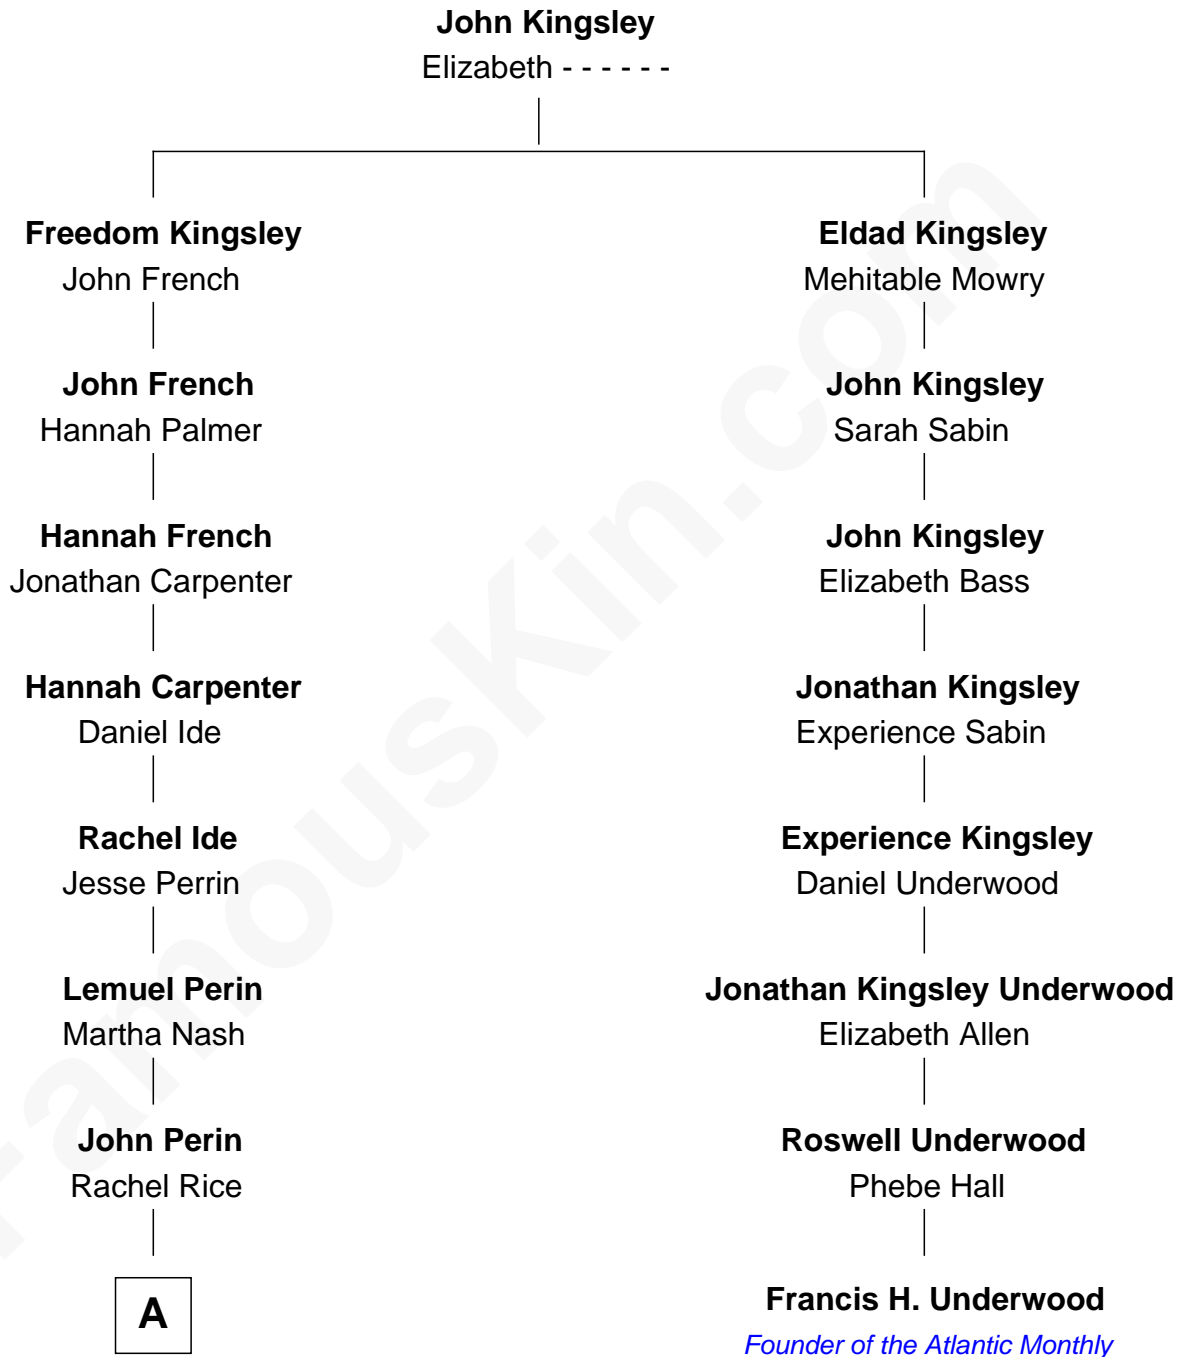 John Kingsley
Elizabeth - - - - - -
Freedom Kingsley
John French
John French
Hannah Palmer
Hannah French
Jonathan Carpenter
Hannah Carpenter
Daniel Ide
Rachel Ide
Jesse Perrin
Lemuel Perin
Martha Nash
John Perin
Rachel Rice
A
Eldad Kingsley
Mehitable Mowry
John Kingsley
Sarah Sabin
John Kingsley
Elizabeth Bass
Jonathan Kingsley
Experience Sabin
Experience Kingsley
Daniel Underwood
Jonathan Kingsley Underwood
Elizabeth Allen
Roswell Underwood
Phebe Hall
Francis H. Underwood
Founder of the Atlantic Monthly
FamousKin.com